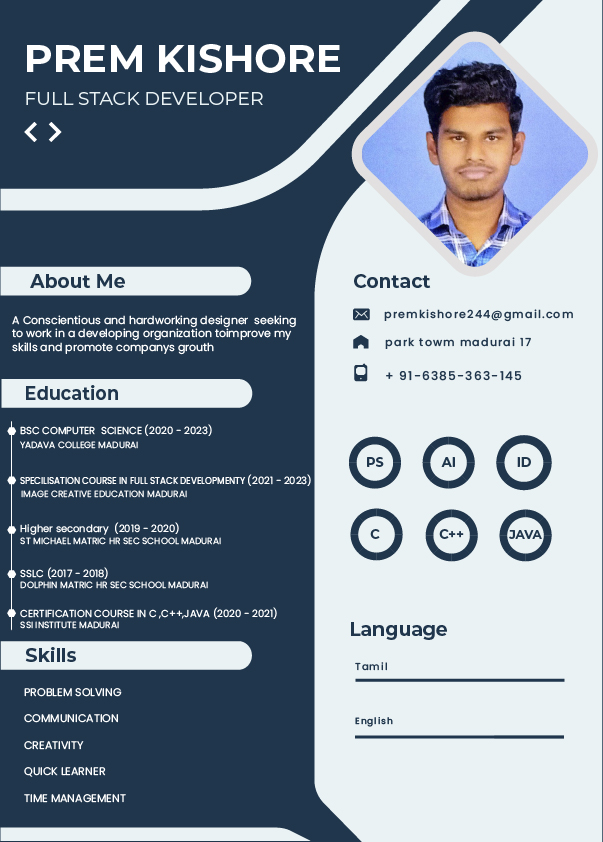 PREM KISHORE
FULL STACK DEVELOPER
About Me
A Conscientious and hardworking designer seeking
to work in a developing organization toimprove my
skills and promote companys grouth
Education
BSC COMPUTER SCIENCE (2020 - 2023)
YADAVA COLLEGE MADURAI
SPECILISATION COURSE IN FULL STACK DEVELOPMENTY (2021 - 2023)
IMAGE CREATIVE EDUCATION MADURAI
Higher secondary (2019 - 2020)
ST MICHAEL MATRIC HR SEC SCHOOL MADURAI
SSLC (2017 - 2018)
DOLPHIN MATRIC HR SEC SCHOOL MADURAI
CERTIFICATION COURSE IN C ,C++,JAVA (2020 - 2021)
SSI INSTITUTE MADURAI
Skills
PROBLEM SOLVING
COMMUNICATION
CREATIVITY
QUICK LEARNER
TIME MANAGEMENT
Contact
premkishore244@gmail.com
park towm madurai 17
+ 91-6385-363-145
PS AI ID
C C++ JAVA
Language
Tamil
English